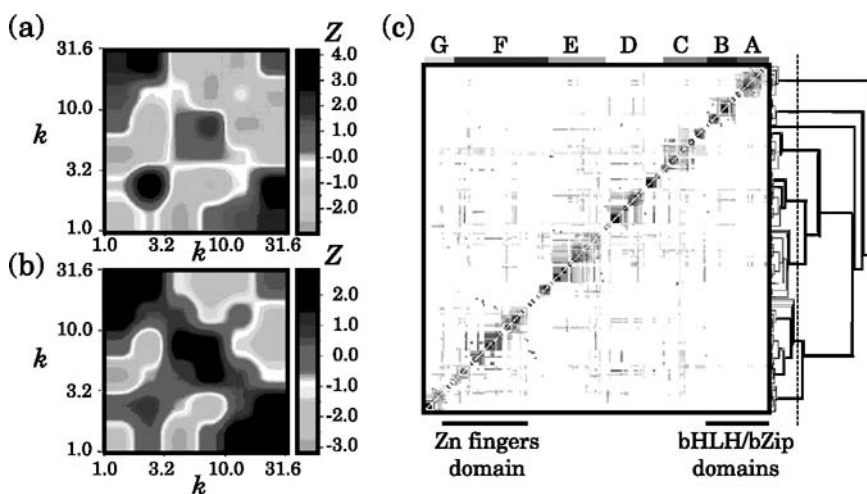 (a)
Z
31.6
10.0
k
3.2
1.0
1.0
3.2
10.0
31.6
k
4.0
3.0
2.0
1.0
-0.0
-1.0
-2.0
(b)
Z
31.6
10.0
k
3.2
1.0
1.0
3.2
10.0
31.6
k
2.0
1.0
0.0
-1.0
-2.0
-3.0
(c)
G F E D C B A
Zn fingers
domain
bHLH/bZip
domains